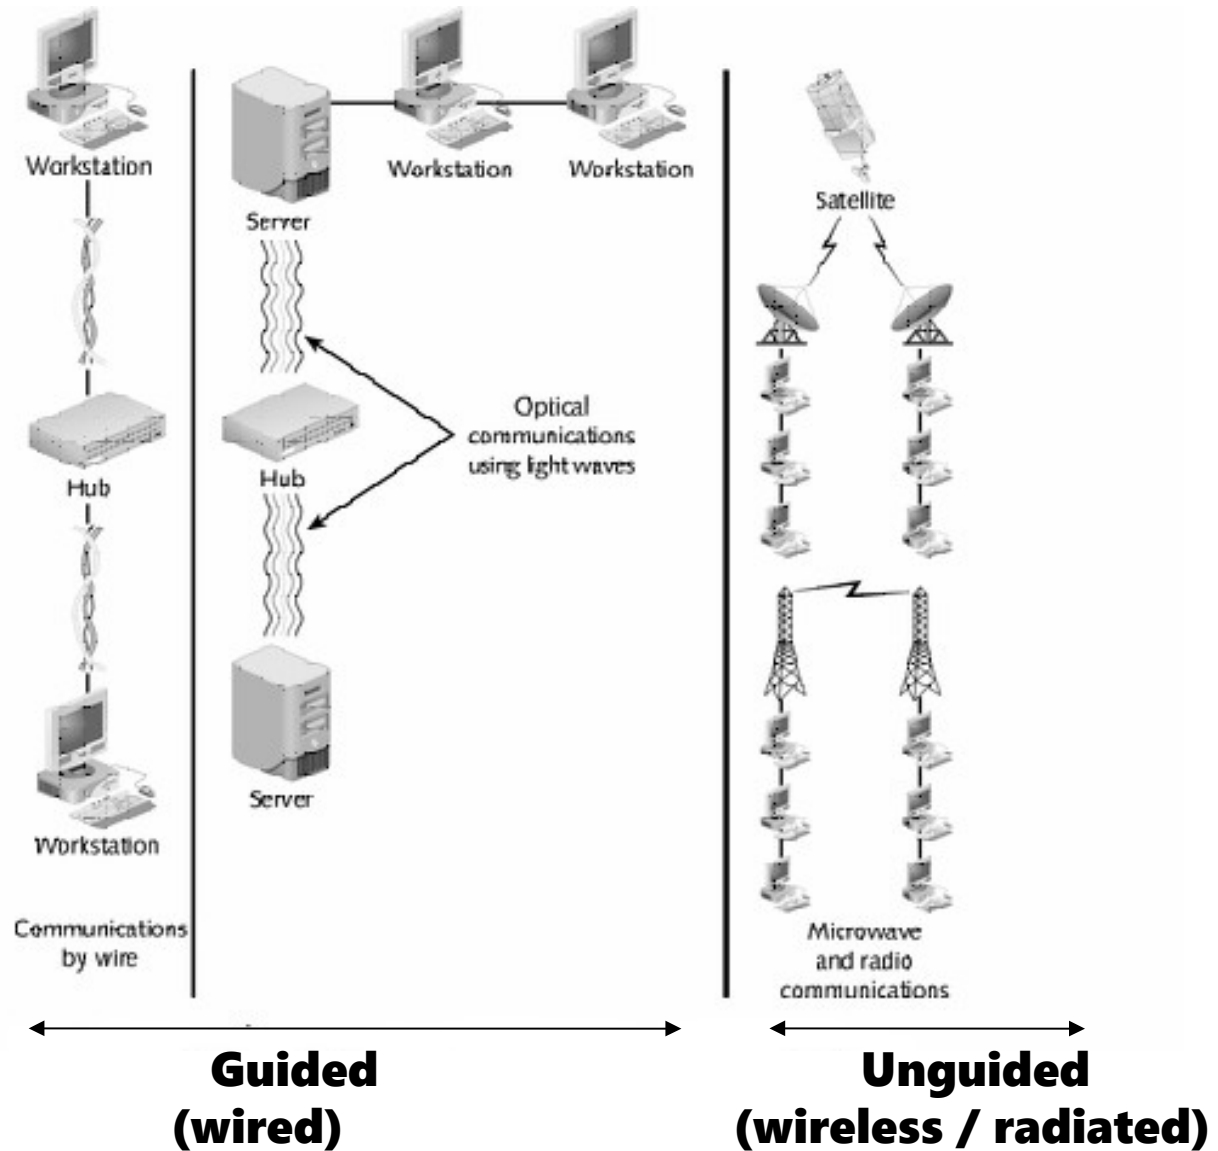 Workstation
Hub
Workstation
Communications
by wire
Server
Workstation
Workstation
Optical
communications
using light waves
Hub
Server
Satellite
Microwave
and radio
communications
Guided
(wired)
Unguided
(wireless / radiated)